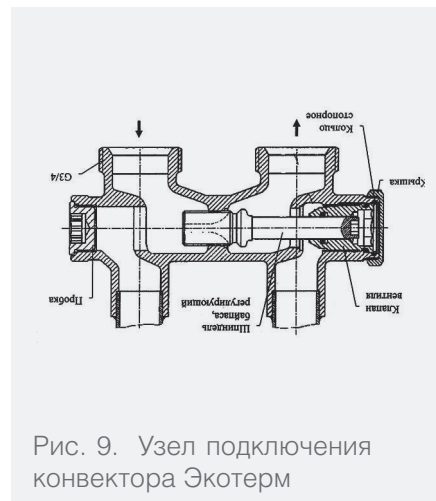 Кольцо
стопорное
Крышка
G3/4
Пробка
Шпиндель
байпаса,
регулирующий
Клапан
вентиля
Рис. 9. Узел подключения
конвектора Экотерм